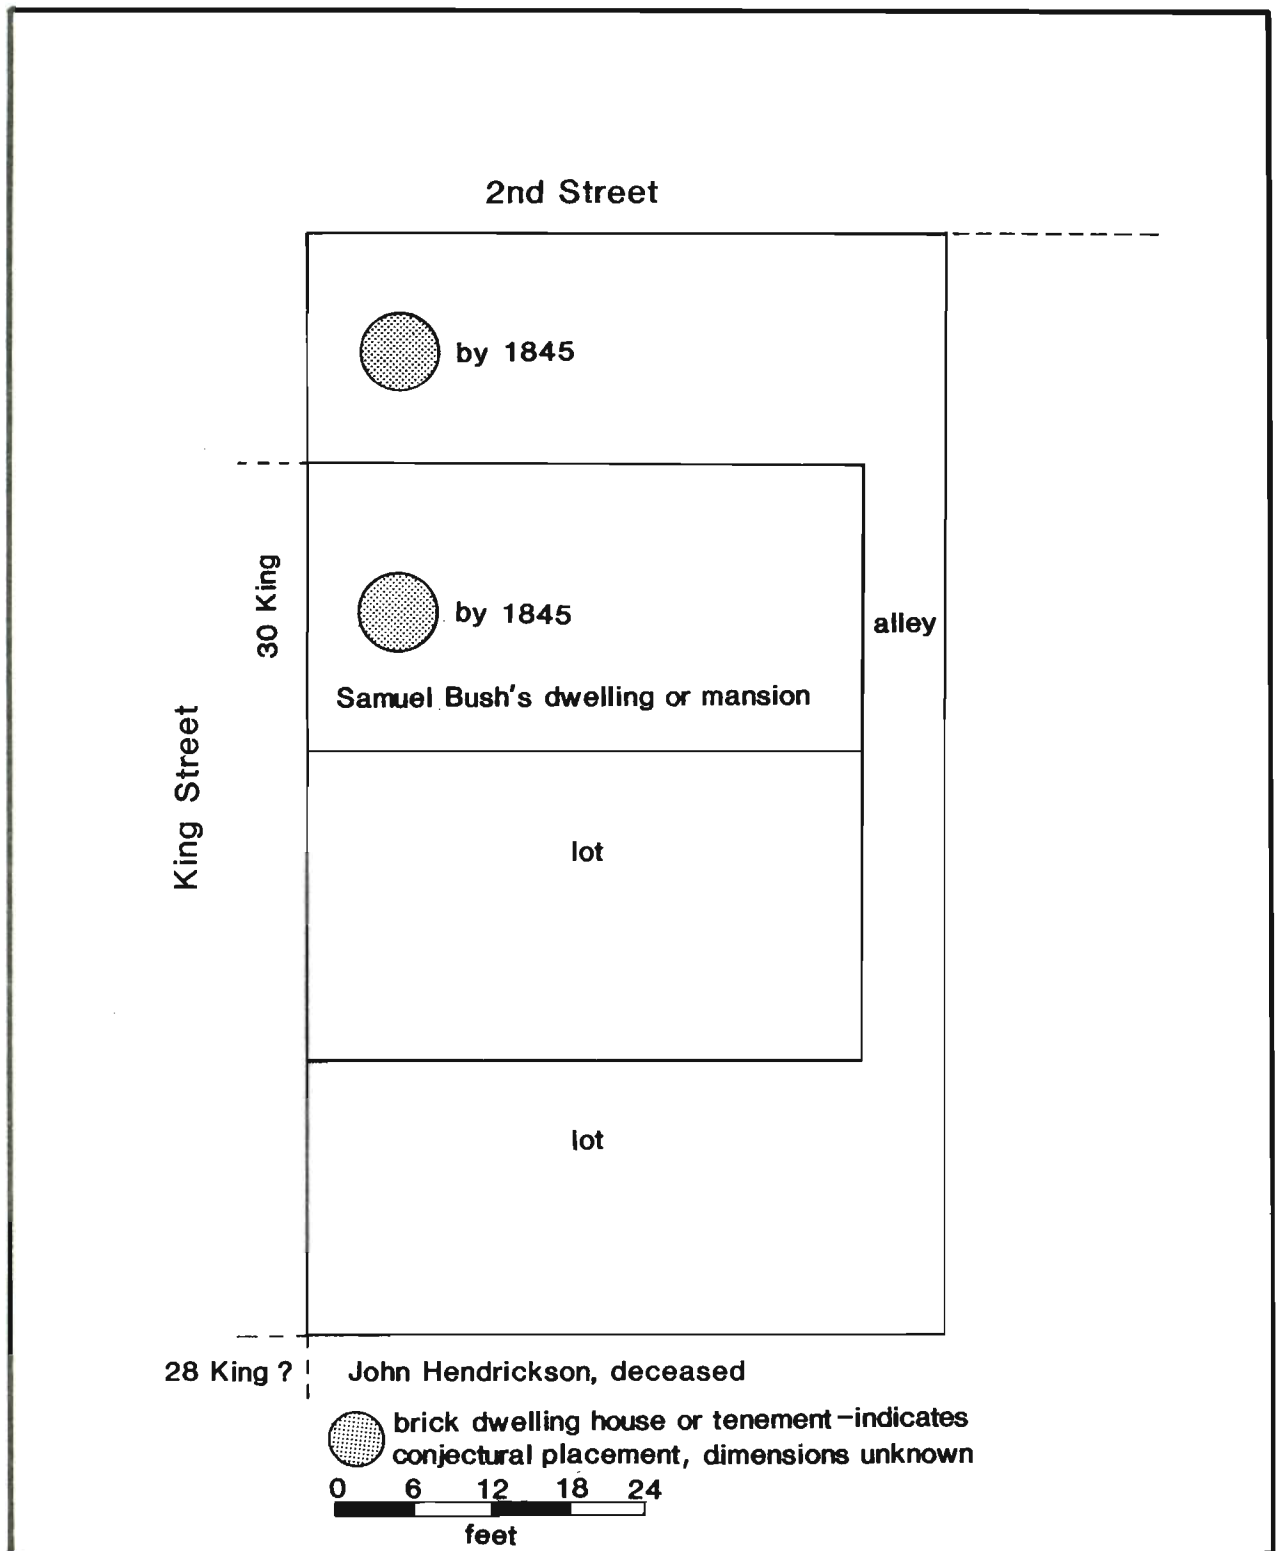 2nd Street
by 1845
30 King
by 1845
alley
Samuel Bush's dwelling or mansion
King Street
lot
lot
28 King ?
John Hendrickson, deceased
brick dwelling house or tenement-indicates
conjectural placement, dimensions unknown
0 6 12 18 24
feet